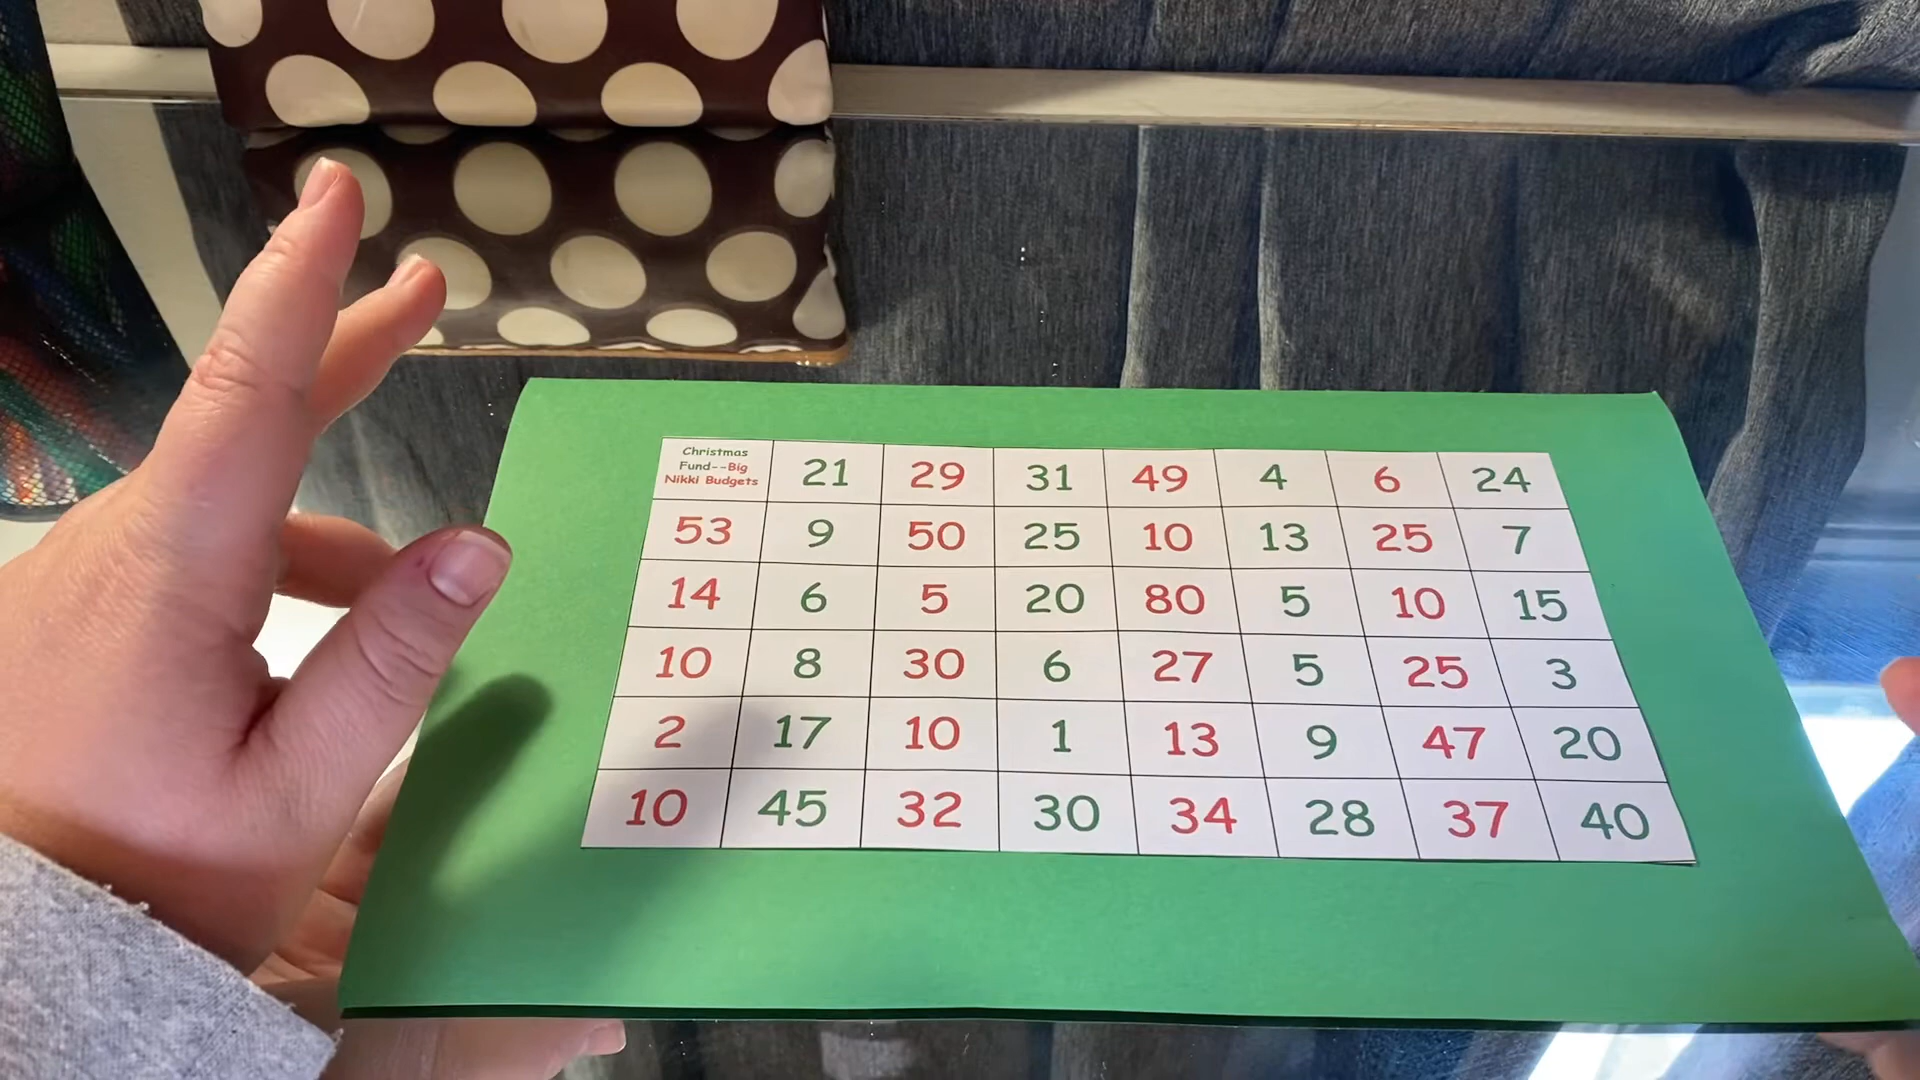 Christmas
Fund--Big
Nikki Budgets
21 29 31 49 4 6 24
53 9 50 25 10 13 25 7
14 6 5 20 80 5 10 15
10 8 30 6 27 5 25 3
2 17 10 1 13 9 47 20
10 45 32 30 34 28 37 40